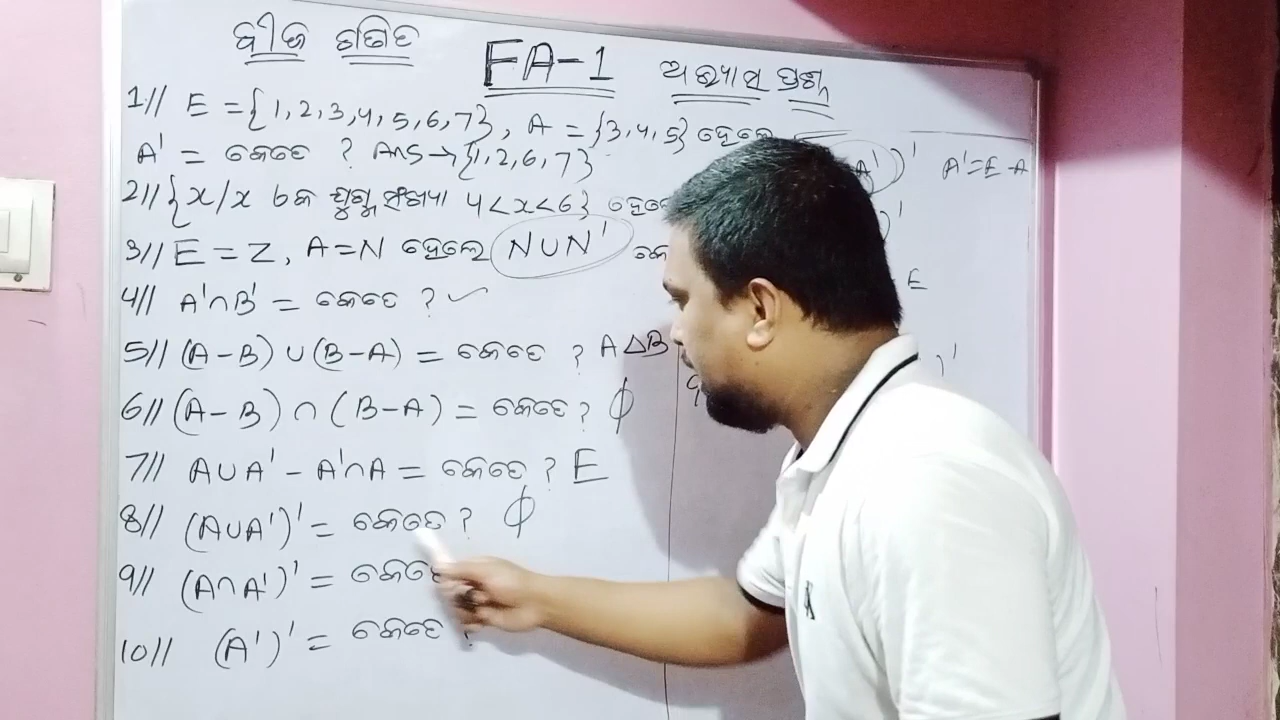 ବୀଜ ଗଣିତ
FA-1
ଅଭ୍ୟାସ ପ୍ରଶ୍ନ
1// E = {1,2,3,4,5,6,7}, A = {3,4,5} ହେଲେ
A' = କେତେ ? Ans→{1,2,6,7}
2// {x/x ଏକ ଯୁଗ୍ମ ସଂଖ୍ୟା 4<x<6} ହେଲେ
3// E = Z, A=N ହେଲେ N∪N'
4// A'∩B' = କେତେ ? ✓
5// (A-B) ∪ (B-A) = କେତେ ? A△B
6// (A-B) ∩ (B-A) = କେତେ ? ϕ
7// A∪A' - A'∩A = କେତେ ? E
8// (A∪A')' = କେତେ ? ϕ
9// (A∩A')' =
10// (A')' = କେତେ ?
A')' A'=E-A
)'
E
)'